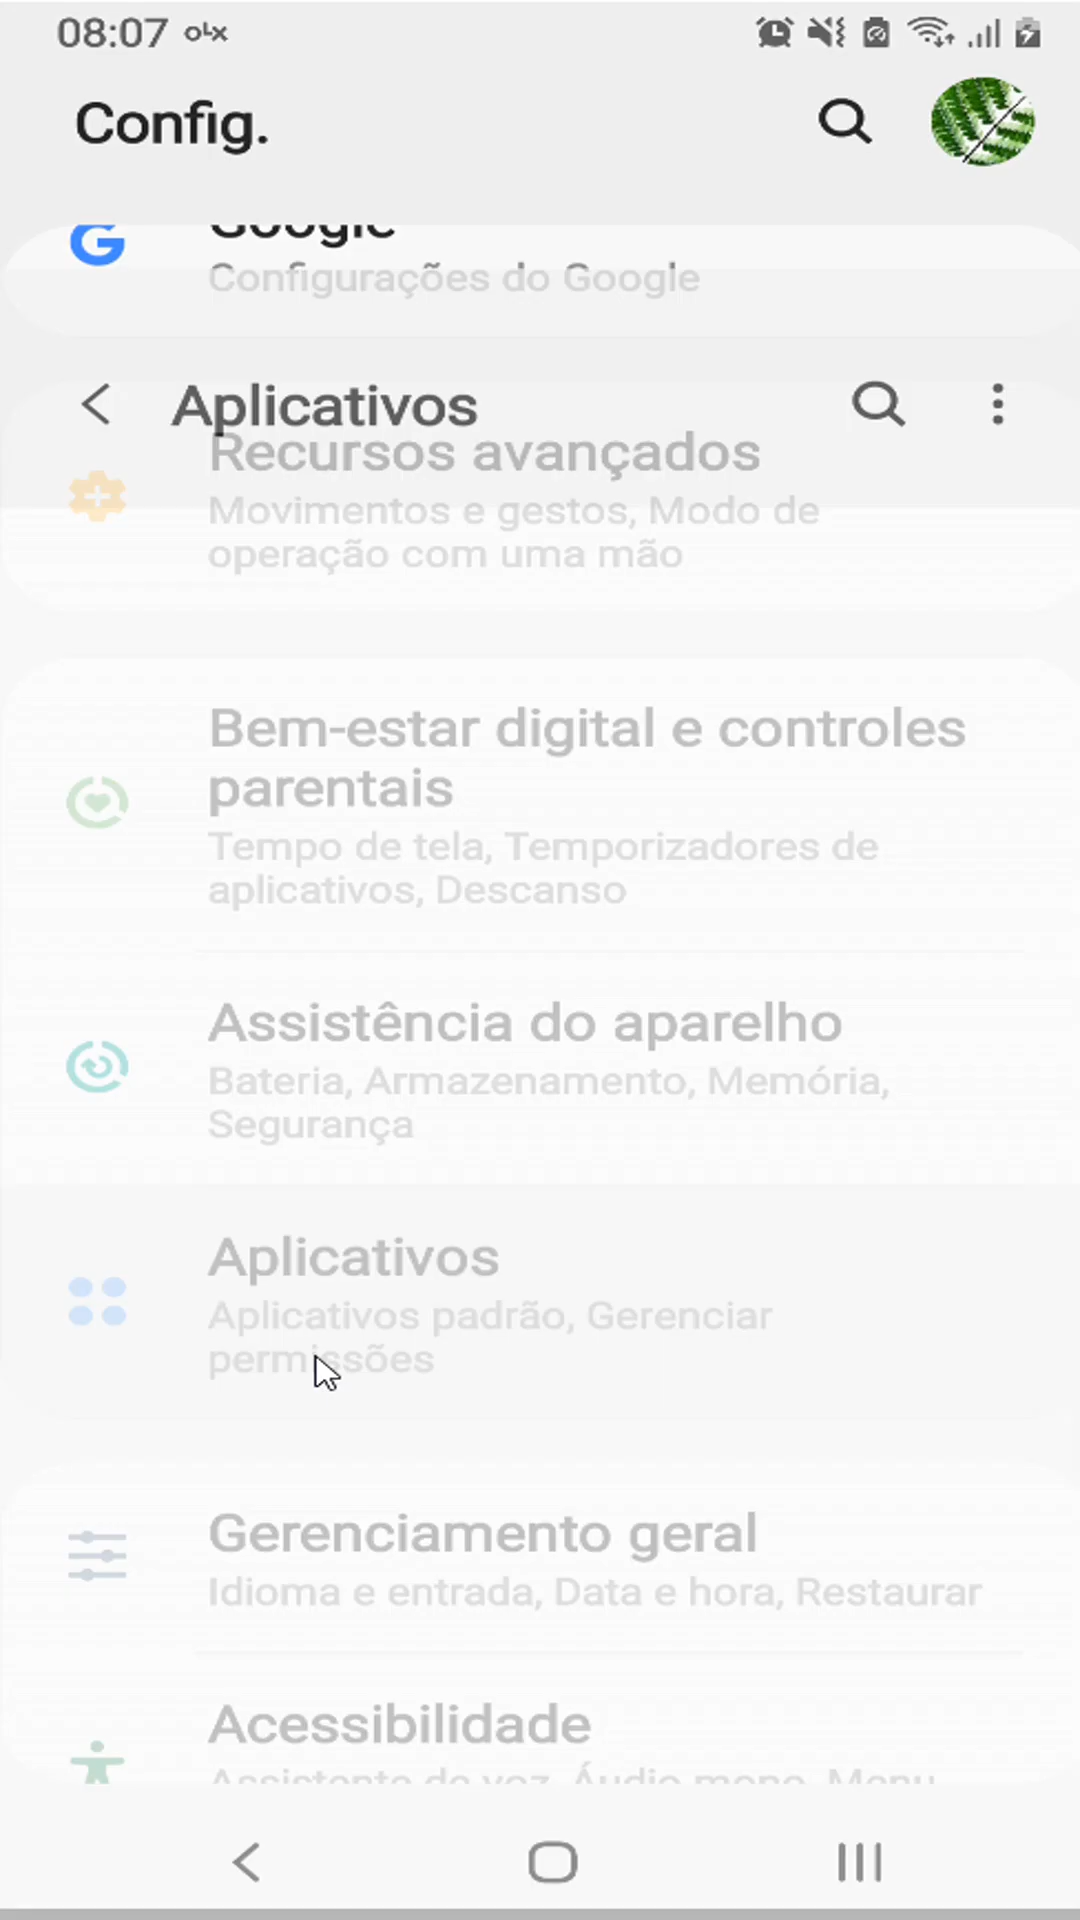 08:07 OLX
Config.
Google
Configurações do Google
Aplicativos
Recursos avançados
Movimentos e gestos, Modo de
operação com uma mão
Bem-estar digital e controles
parentais
Tempo de tela, Temporizadores de
aplicativos, Descanso
Assistência do aparelho
Bateria, Armazenamento, Memória,
Segurança
Aplicativos
Aplicativos padrão, Gerenciar
permissões
Gerenciamento geral
Idioma e entrada, Data e hora, Restaurar
Acessibilidade
Assistente de voz, Áudio mono, Menu